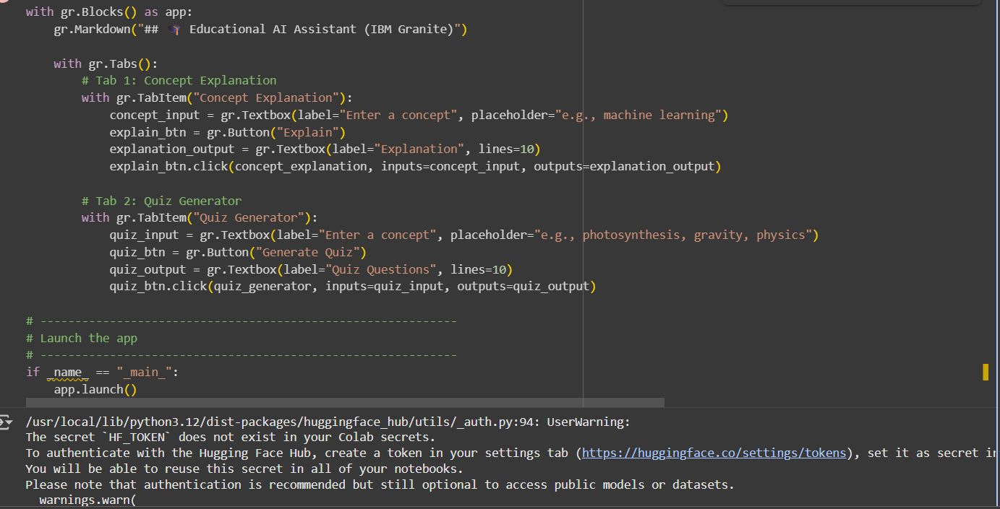 with gr.Blocks() as app:
    gr.Markdown("## 🎓 Educational AI Assistant (IBM Granite)")
    with gr.Tabs():
        # Tab 1: Concept Explanation
        with gr.TabItem("Concept Explanation"):
            concept_input = gr.Textbox(label="Enter a concept", placeholder="e.g., machine learning")
            explain_btn = gr.Button("Explain")
            explanation_output = gr.Textbox(label="Explanation", lines=10)
            explain_btn.click(concept_explanation, inputs=concept_input, outputs=explanation_output)
        # Tab 2: Quiz Generator
        with gr.TabItem("Quiz Generator"):
            quiz_input = gr.Textbox(label="Enter a concept", placeholder="e.g., photosynthesis, gravity, physics")
            quiz_btn = gr.Button("Generate Quiz")
            quiz_output = gr.Textbox(label="Quiz Questions", lines=10)
            quiz_btn.click(quiz_generator, inputs=quiz_input, outputs=quiz_output)
# ------------------------------------------------------------
# Launch the app
# ------------------------------------------------------------
if _name_ == "_main_":
    app.launch()
/usr/local/lib/python3.12/dist-packages/huggingface_hub/utils/_auth.py:94: UserWarning:
The secret `HF_TOKEN` does not exist in your Colab secrets.
To authenticate with the Hugging Face Hub, create a token in your settings tab (https://huggingface.co/settings/tokens), set it as secret in
You will be able to reuse this secret in all of your notebooks.
Please note that authentication is recommended but still optional to access public models or datasets.
  warnings.warn(